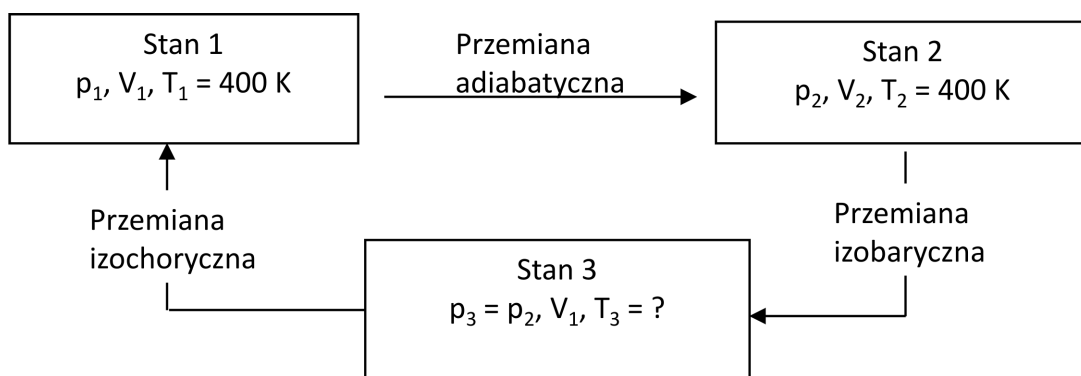 Stan 1
p₁, V₁, T₁ = 400 K
Przemiana
adiabatyczna
Stan 2
p₂, V₂, T₂ = 400 K
Przemiana
izobaryczna
Stan 3
p₃ = p₂, V₁, T₃ = ?
Przemiana
izochoryczna